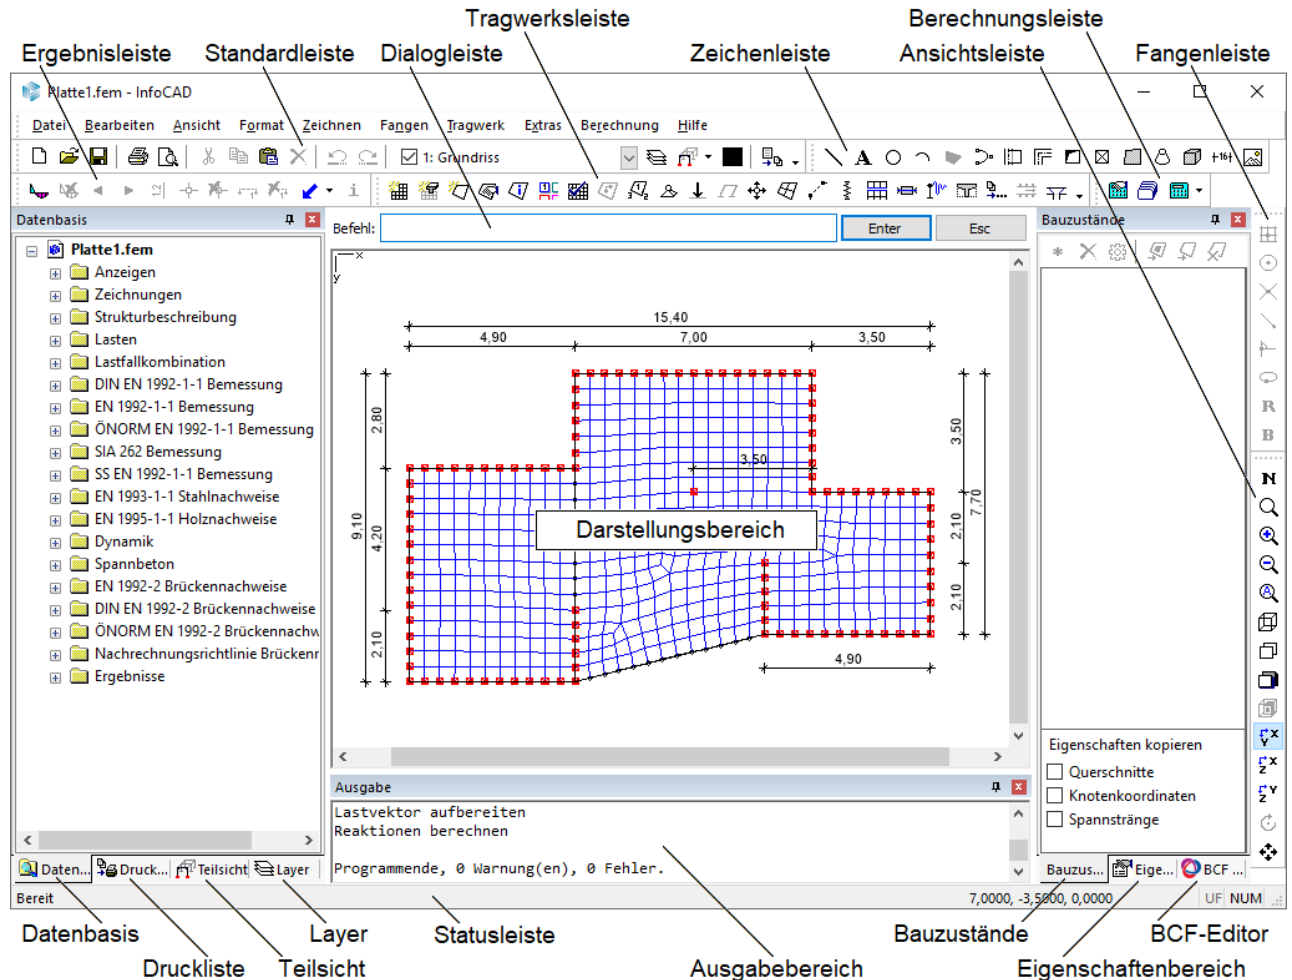 Tragwerksleiste Berechnungsleiste
Ergebnisleiste Standardleiste Dialogleiste Zeichenleiste Ansichtsleiste Fangenleiste
Platte1.fem - InfoCAD
Datei Bearbeiten Ansicht Format Zeichnen Fangen Tragwerk Extras Berechnung Hilfe
1: Grundriss
Datenbasis
Befehl: Enter Esc
Bauzustände
Platte1.fem
Anzeigen
Zeichnungen
Strukturbeschreibung
Lasten
Lastfallkombination
DIN EN 1992-1-1 Bemessung
EN 1992-1-1 Bemessung
ÖNORM EN 1992-1-1 Bemessung
SIA 262 Bemessung
SS EN 1992-1-1 Bemessung
EN 1993-1-1 Stahlnachweise
EN 1995-1-1 Holznachweise
Dynamik
Spannbeton
EN 1992-2 Brückennachweise
DIN EN 1992-2 Brückennachweise
ÖNORM EN 1992-2 Brückennachw
Nachrechnungsrichtlinie Brückenr
Ergebnisse
x
y
15,40
4,90 7,00 3,50
2,80
3,50
3,50
9,10
4,20
7,70
2,10
2,10
2,10
4,90
Darstellungsbereich
R
B
N
Eigenschaften kopieren
Querschnitte
Knotenkoordinaten
Spannstränge
Ausgabe
Lastvektor aufbereiten
Reaktionen berechnen
Programmende, 0 Warnung(en), 0 Fehler.
Daten... Druck... Teilsicht Layer
Bauzus... Eige... BCF ...
Bereit 7,0000, -3,5000, 0,0000 UF NUM
Datenbasis Layer Statusleiste Bauzustände BCF-Editor
Druckliste Teilsicht Ausgabebereich Eigenschaftenbereich